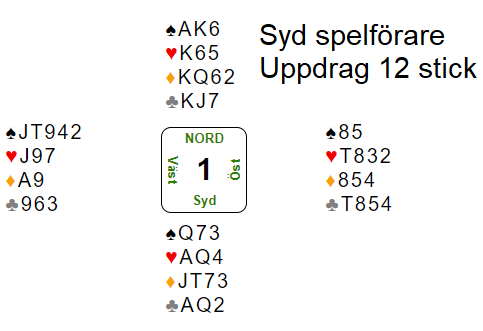 ♠AK6
♥K65
♦KQ62
♣KJ7
Syd spelförare
Uppdrag 12 stick
♠JT942
♥J97
♦A9
♣963
NORD
Väst
1
Öst
Syd
♠85
♥T832
♦854
♣T854
♠Q73
♥AQ4
♦JT73
♣AQ2